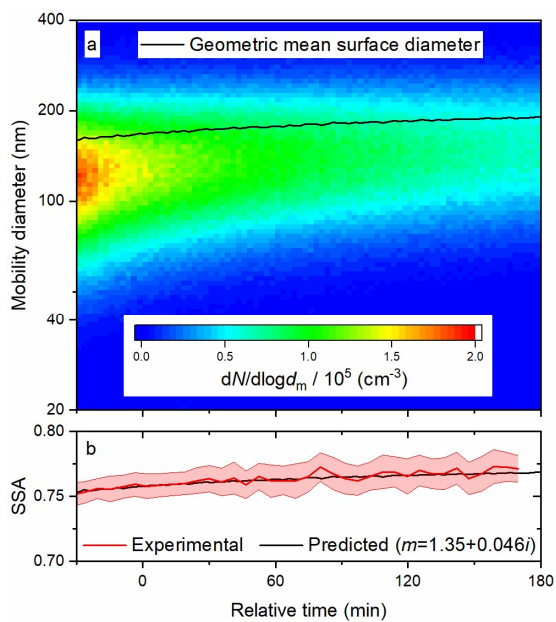 400
a
Geometric mean surface diameter
200
100
40
20
Mobility diameter (nm)
0.0 0.5 1.0 1.5 2.0
dN/dlogdₘ / 10⁵ (cm⁻³)
0.80
b
0.75
0.70
SSA
Experimental
Predicted (m=1.35+0.046i)
0 60 120 180
Relative time (min)